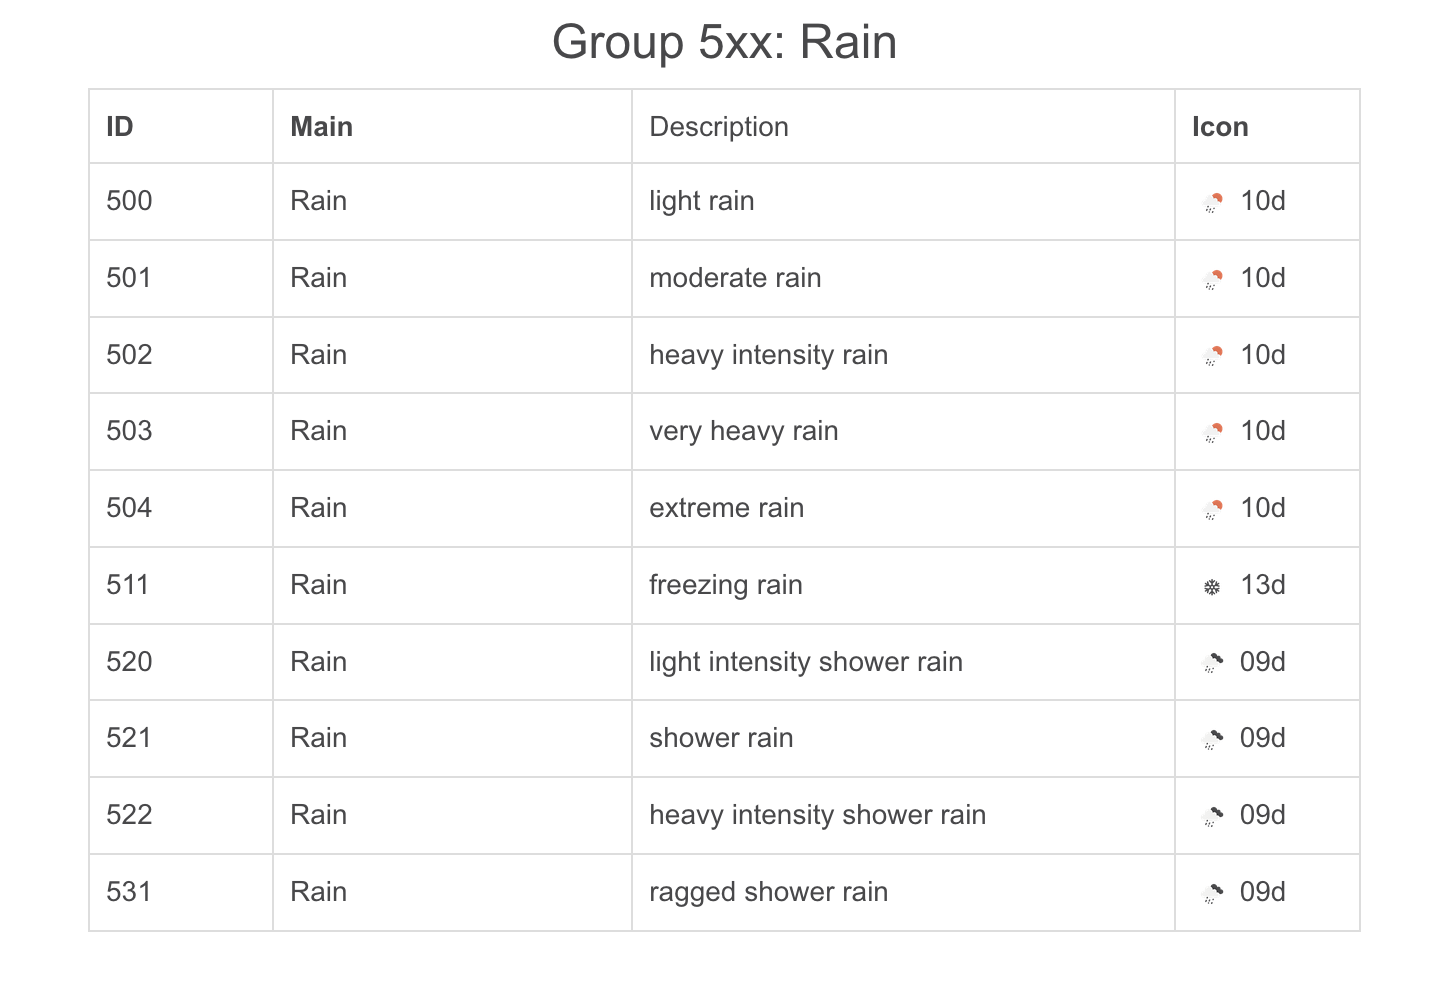 Group 5xx: Rain
ID Main Description Icon
500 Rain light rain 10d
501 Rain moderate rain 10d
502 Rain heavy intensity rain 10d
503 Rain very heavy rain 10d
504 Rain extreme rain 10d
511 Rain freezing rain 13d
520 Rain light intensity shower rain 09d
521 Rain shower rain 09d
522 Rain heavy intensity shower rain 09d
531 Rain ragged shower rain 09d